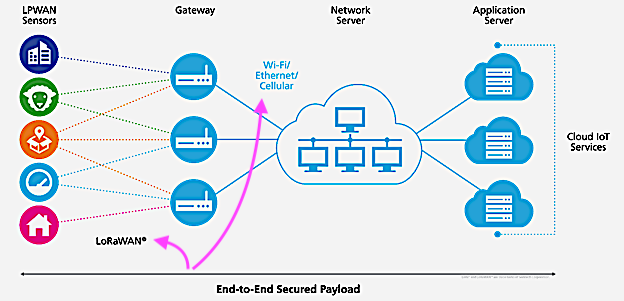 LPWAN
Sensors
Gateway
Network
Server
Application
Server
Wi-Fi/
Ethernet/
Cellular
Cloud IoT
Services
LoRaWAN®
End-to-End Secured Payload